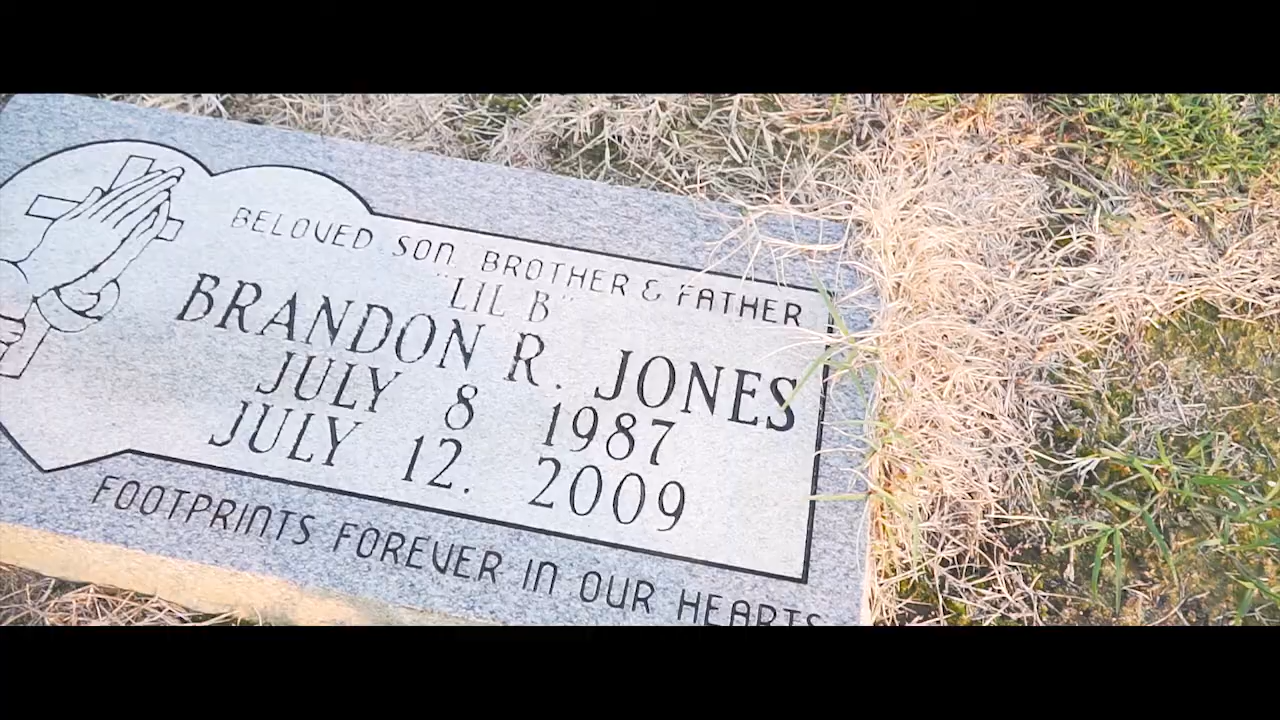 BELOVED SON, BROTHER & FATHER
"LIL B"
BRANDON R. JONES
JULY 8 1987
JULY 12. 2009
FOOTPRINTS FOREVER IN OUR HEARTS